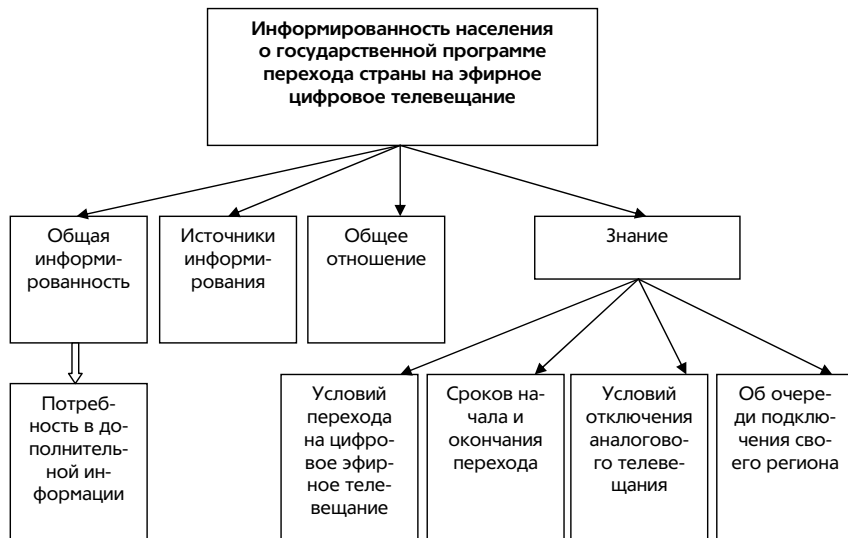 Информированность населения
о государственной программе
перехода страны на эфирное
цифровое телевещание
Общая
информи-
рованность
Источники
информи-
рования
Общее
отношение
Знание
Потреб-
ность в до-
полнитель-
ной ин-
формации
Условий
перехода
на цифро-
вое эфир-
ное теле-
вещание
Сроков на-
чала и
окончания
перехода
Условий
отключения
аналогово-
го телеве-
щания
Об очере-
ди подклю-
чения сво-
его региона